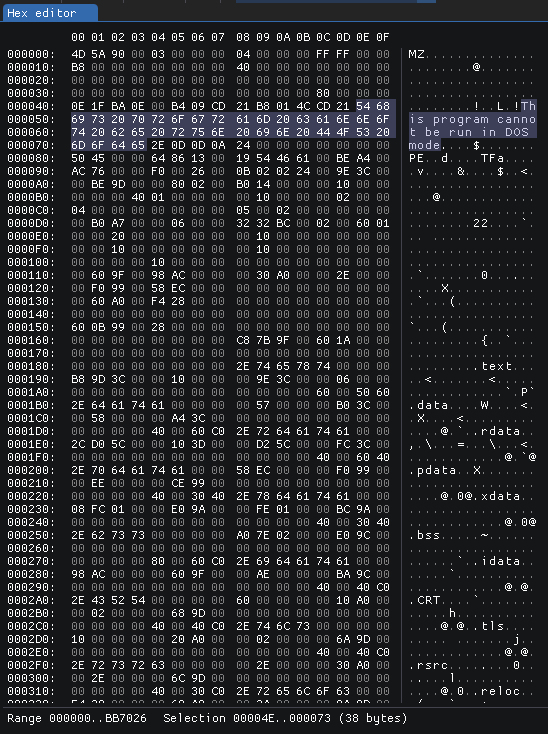 Hex editor
00 01 02 03 04 05 06 07 08 09 0A 0B 0C 0D 0E 0F
000000: 4D 5A 90 00 03 00 00 00 04 00 00 00 FF FF 00 00 MZ..............
000010: B8 00 00 00 00 00 00 00 40 00 00 00 00 00 00 00 ........@.......
000020: 00 00 00 00 00 00 00 00 00 00 00 00 00 00 00 00 ................
000030: 00 00 00 00 00 00 00 00 00 00 00 00 80 00 00 00 ................
000040: 0E 1F BA 0E 00 B4 09 CD 21 B8 01 4C CD 21 54 68 ........!..L.!Th
000050: 69 73 20 70 72 6F 67 72 61 6D 20 63 61 6E 6E 6F is program canno
000060: 74 20 62 65 20 72 75 6E 20 69 6E 20 44 4F 53 20 t be run in DOS
000070: 6D 6F 64 65 2E 0D 0D 0A 24 00 00 00 00 00 00 00 mode....$.......
000080: 50 45 00 00 64 86 13 00 19 54 46 61 00 BE A4 00 PE..d....TFa....
000090: AC 76 00 00 F0 00 26 00 0B 02 02 24 00 9E 3C 00 .v....&....$..<.
0000A0: 00 BE 9D 00 00 80 02 00 B0 14 00 00 00 10 00 00 ................
0000B0: 00 00 00 40 01 00 00 00 00 10 00 00 00 02 00 00 ...@............
0000C0: 04 00 00 00 00 00 00 00 05 00 02 00 00 00 00 00 ................
0000D0: 00 B0 A7 00 00 06 00 00 32 32 BC 00 02 00 60 01 ........22....`.
0000E0: 00 00 20 00 00 00 00 00 00 10 00 00 00 00 00 00 .. .............
0000F0: 00 00 10 00 00 00 00 00 00 10 00 00 00 00 00 00 ................
000100: 00 00 00 00 10 00 00 00 00 00 00 00 00 00 00 00 ................
000110: 00 60 9F 00 98 AC 00 00 00 30 A0 00 00 2E 00 00 .`.......0......
000120: 00 F0 99 00 58 EC 00 00 00 00 00 00 00 00 00 00 ....X...........
000130: 00 60 A0 00 F4 28 00 00 00 00 00 00 00 00 00 00 .`...(..........
000140: 00 00 00 00 00 00 00 00 00 00 00 00 00 00 00 00 ................
000150: 60 0B 99 00 28 00 00 00 00 00 00 00 00 00 00 00 `...(...........
000160: 00 00 00 00 00 00 00 00 C8 7B 9F 00 60 1A 00 00 .........{..`...
000170: 00 00 00 00 00 00 00 00 00 00 00 00 00 00 00 00 ................
000180: 00 00 00 00 00 00 00 00 2E 74 65 78 74 00 00 00 .........text...
000190: B8 9D 3C 00 00 10 00 00 00 9E 3C 00 00 06 00 00 ..<.......<.....
0001A0: 00 00 00 00 00 00 00 00 00 00 00 00 60 00 50 60 ............`.P`
0001B0: 2E 64 61 74 61 00 00 00 00 57 00 00 00 B0 3C 00 .data....W....<.
0001C0: 00 58 00 00 00 A4 3C 00 00 00 00 00 00 00 00 00 .X....<.........
0001D0: 00 00 00 00 40 00 60 C0 2E 72 64 61 74 61 00 00 ....@.`..rdata..
0001E0: 2C D0 5C 00 00 10 3D 00 00 D2 5C 00 00 FC 3C 00 ,.\...=...\...<.
0001F0: 00 00 00 00 00 00 00 00 00 00 00 00 40 00 60 40 ............@.`@
000200: 2E 70 64 61 74 61 00 00 58 EC 00 00 00 F0 99 00 .pdata..X.......
000210: 00 EE 00 00 00 CE 99 00 00 00 00 00 00 00 00 00 ................
000220: 00 00 00 00 40 00 30 40 2E 78 64 61 74 61 00 00 ....@.0@.xdata..
000230: 08 FC 01 00 00 E0 9A 00 00 FE 01 00 00 BC 9A 00 ................
000240: 00 00 00 00 00 00 00 00 00 00 00 00 40 00 30 40 ............@.0@
000250: 2E 62 73 73 00 00 00 00 A0 7E 02 00 00 E0 9C 00 .bss.....~......
000260: 00 00 00 00 00 00 00 00 00 00 00 00 00 00 00 00 ................
000270: 00 00 00 00 80 00 60 C0 2E 69 64 61 74 61 00 00 ......`..idata..
000280: 98 AC 00 00 00 60 9F 00 00 AE 00 00 00 BA 9C 00 .....`..........
000290: 00 00 00 00 00 00 00 00 00 00 00 00 40 00 40 C0 ............@.@.
0002A0: 2E 43 52 54 00 00 00 00 60 00 00 00 00 10 A0 00 .CRT....`.......
0002B0: 00 02 00 00 00 68 9D 00 00 00 00 00 00 00 00 00 .....h..........
0002C0: 00 00 00 00 40 00 40 C0 2E 74 6C 73 00 00 00 00 ....@.@..tls....
0002D0: 10 00 00 00 00 20 A0 00 00 02 00 00 00 6A 9D 00 ..... .......j..
0002E0: 00 00 00 00 00 00 00 00 00 00 00 00 40 00 40 C0 ............@.@.
0002F0: 2E 72 73 72 63 00 00 00 00 2E 00 00 00 30 A0 00 .rsrc........0..
000300: 00 2E 00 00 00 6C 9D 00 00 00 00 00 00 00 00 00 .....l..........
000310: 00 00 00 00 40 00 30 C0 2E 72 65 6C 6F 63 00 00 ....@.0..reloc..
Range 000000..BB7026 Selection 00004E..000073 (38 bytes)